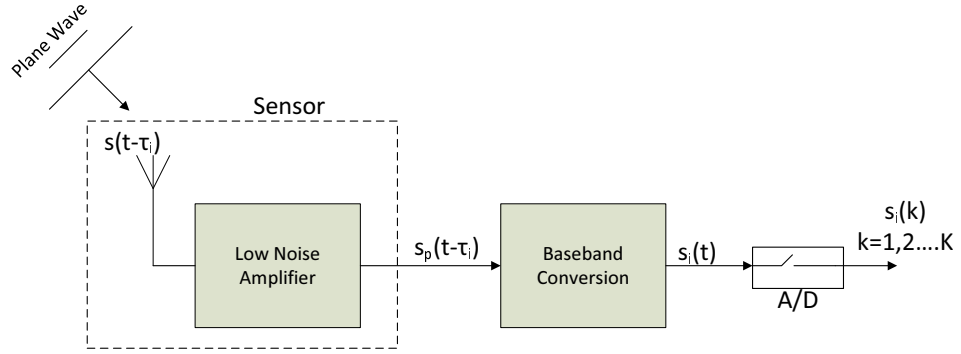 Plane Wave
Sensor
s(t-τᵢ)
Low Noise
Amplifier
sₚ(t-τᵢ)
Baseband
Conversion
sᵢ(t)
A/D
sᵢ(k)
k=1,2....K